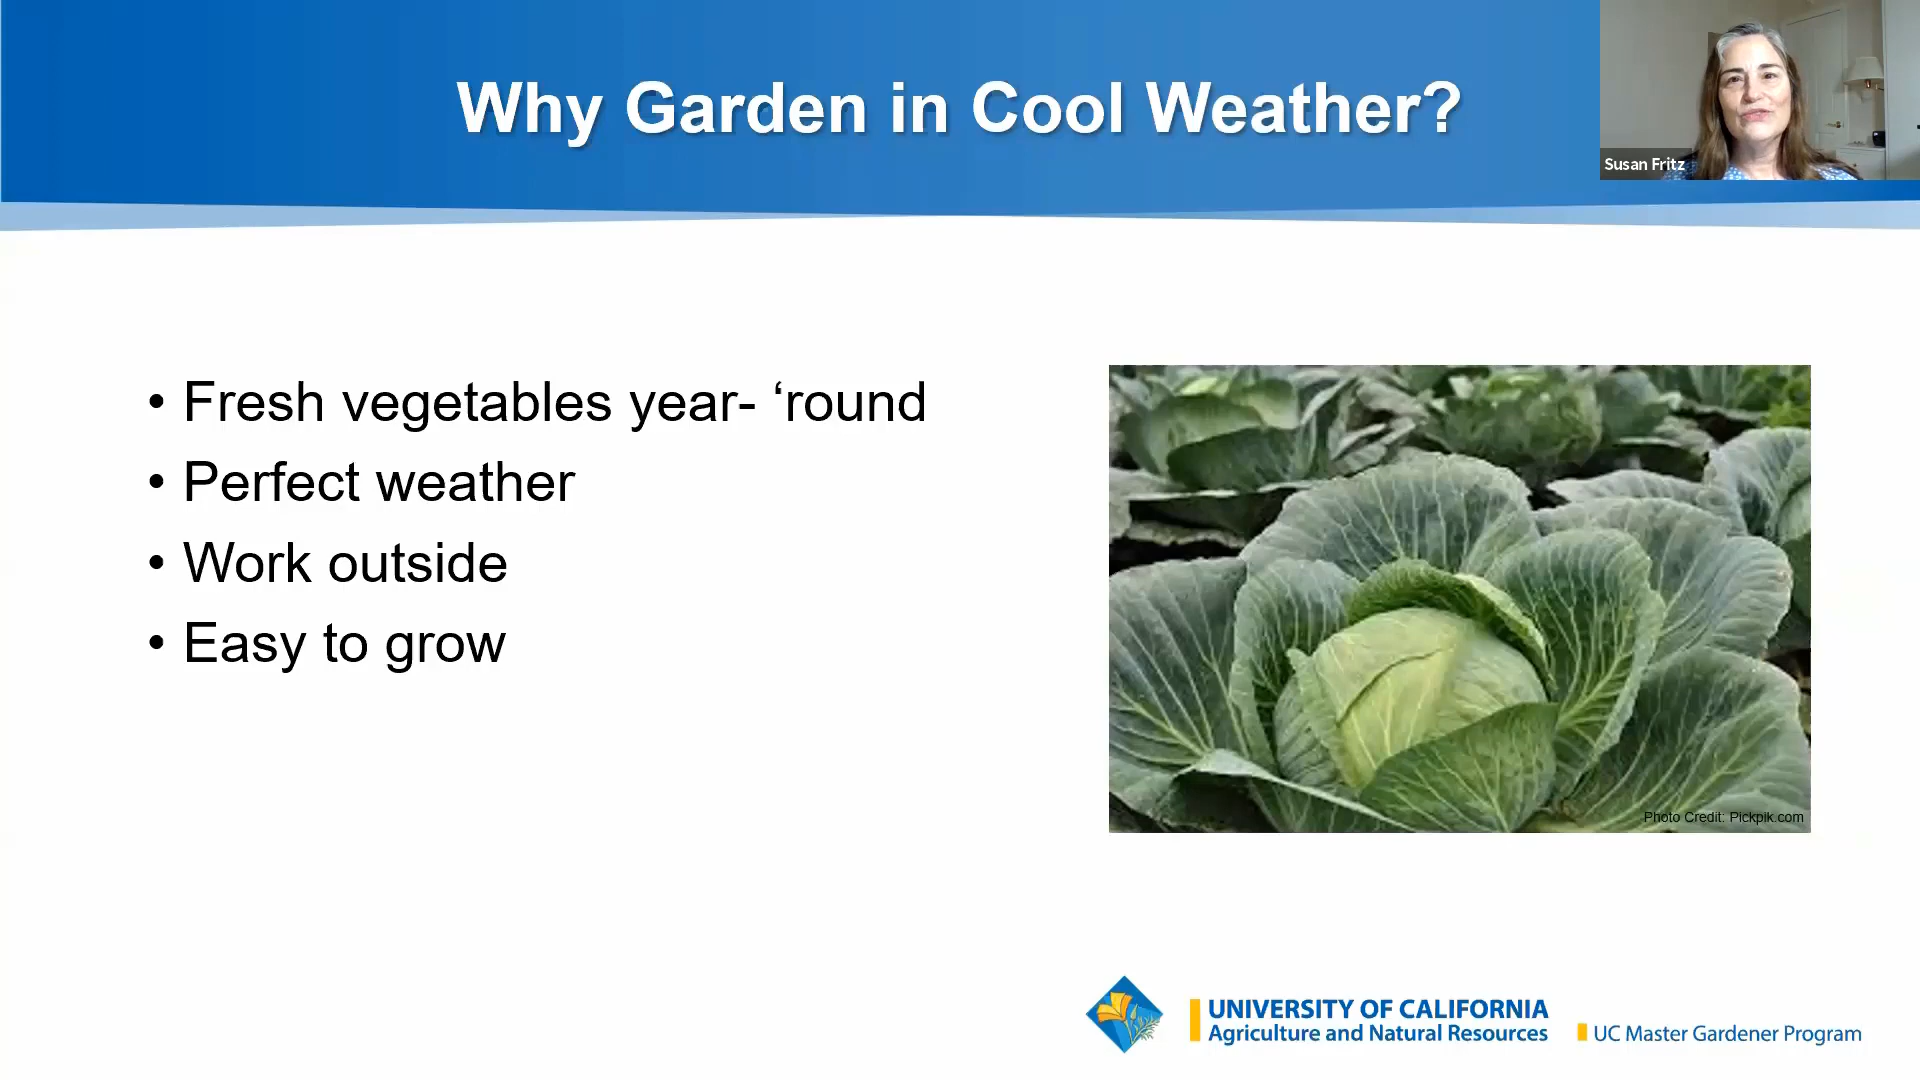 Why Garden in Cool Weather?
Susan Fritz
• Fresh vegetables year- ‘round
• Perfect weather
• Work outside
• Easy to grow
Photo Credit: Pickpik.com
UNIVERSITY OF CALIFORNIA
Agriculture and Natural Resources
UC Master Gardener Program